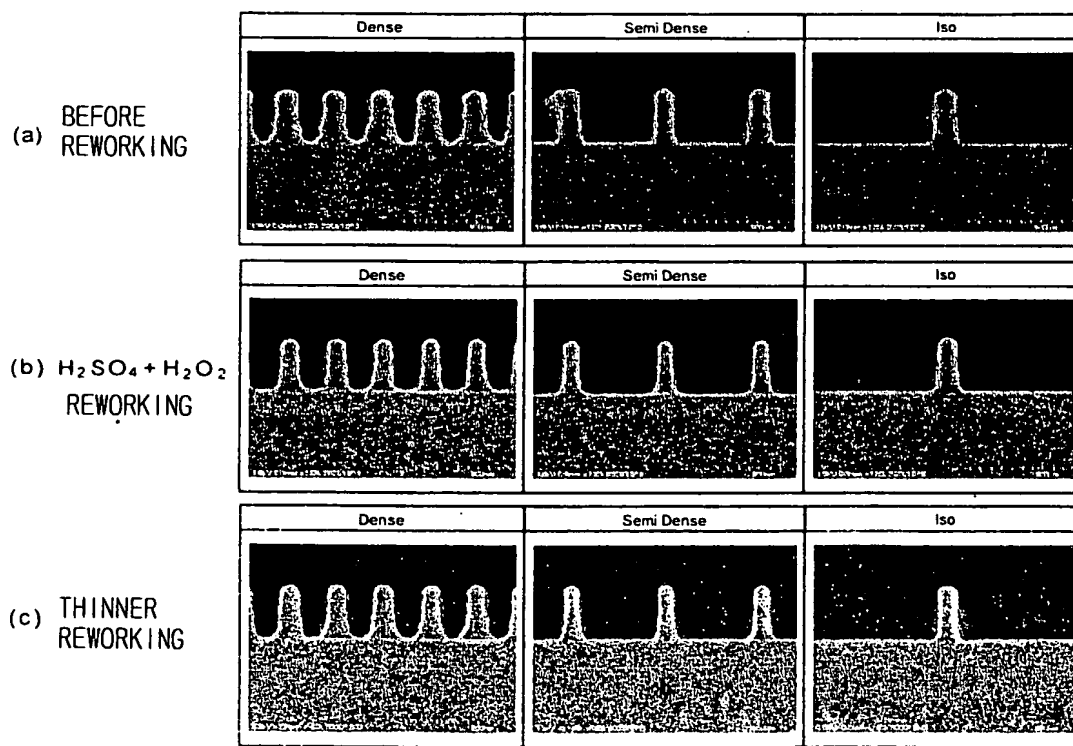 Dense Semi Dense Iso
(a) BEFORE
REWORKING
Dense Semi Dense Iso
(b) H₂SO₄+H₂O₂
REWORKING
Dense Semi Dense Iso
(c) THINNER
REWORKING